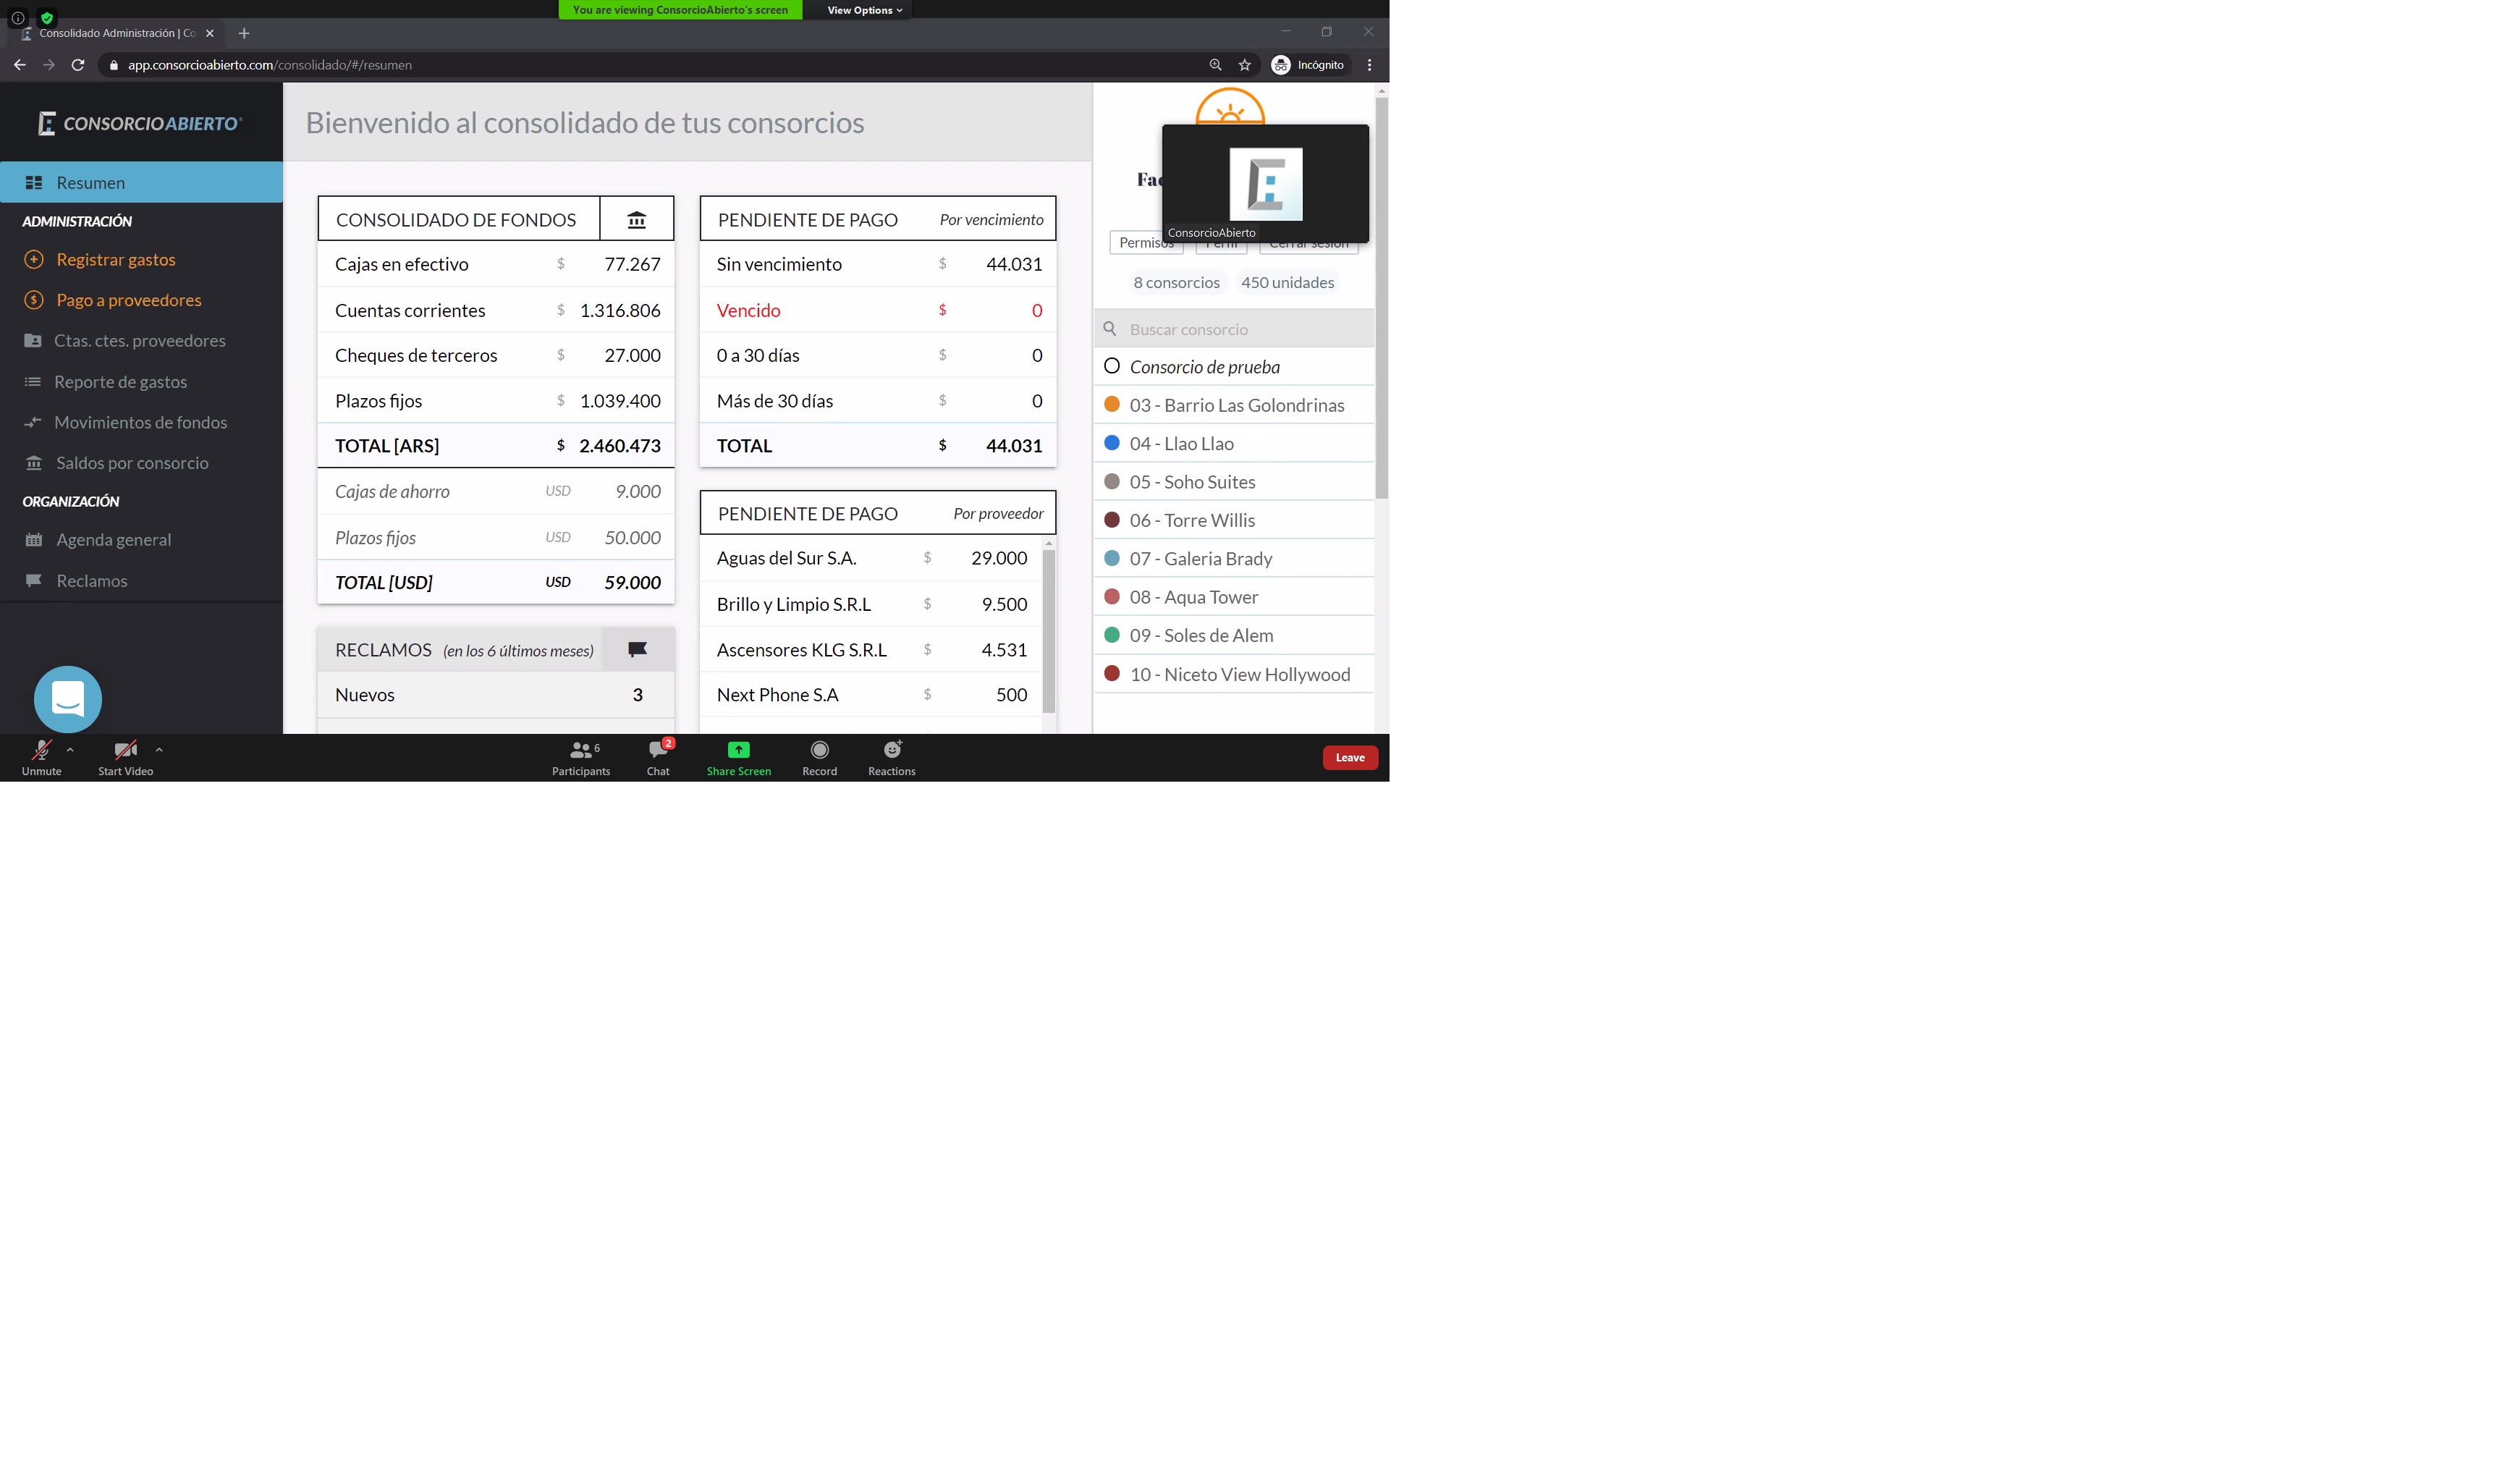 You are viewing ConsorcioAbierto's screen
View Options
Consolidado Administración | Co
app.consorcioabierto.com/consolidado/#/resumen
Incógnito
CONSORCIOABIERTO
Bienvenido al consolidado de tus consorcios
Resumen
ADMINISTRACIÓN
Registrar gastos
Pago a proveedores
Ctas. ctes. proveedores
Reporte de gastos
Movimientos de fondos
Saldos por consorcio
ORGANIZACIÓN
Agenda general
Reclamos
CONSOLIDADO DE FONDOS
Cajas en efectivo $ 77.267
Cuentas corrientes $ 1.316.806
Cheques de terceros $ 27.000
Plazos fijos $ 1.039.400
TOTAL [ARS] $ 2.460.473
Cajas de ahorro USD 9.000
Plazos fijos USD 50.000
TOTAL [USD] USD 59.000
RECLAMOS (en los 6 últimos meses)
Nuevos 3
PENDIENTE DE PAGO Por vencimiento
Sin vencimiento $ 44.031
Vencido $ 0
0 a 30 días $ 0
Más de 30 días $ 0
TOTAL $ 44.031
PENDIENTE DE PAGO Por proveedor
Aguas del Sur S.A. $ 29.000
Brillo y Limpio S.R.L $ 9.500
Ascensores KLG S.R.L $ 4.531
Next Phone S.A $ 500
ConsorcioAbierto
Permisos Perfil Cerrar sesión
8 consorcios 450 unidades
Buscar consorcio
Consorcio de prueba
03 - Barrio Las Golondrinas
04 - Llao Llao
05 - Soho Suites
06 - Torre Willis
07 - Galeria Brady
08 - Aqua Tower
09 - Soles de Alem
10 - Niceto View Hollywood
Unmute
Start Video
6
Participants
2
Chat
Share Screen
Record
Reactions
Leave